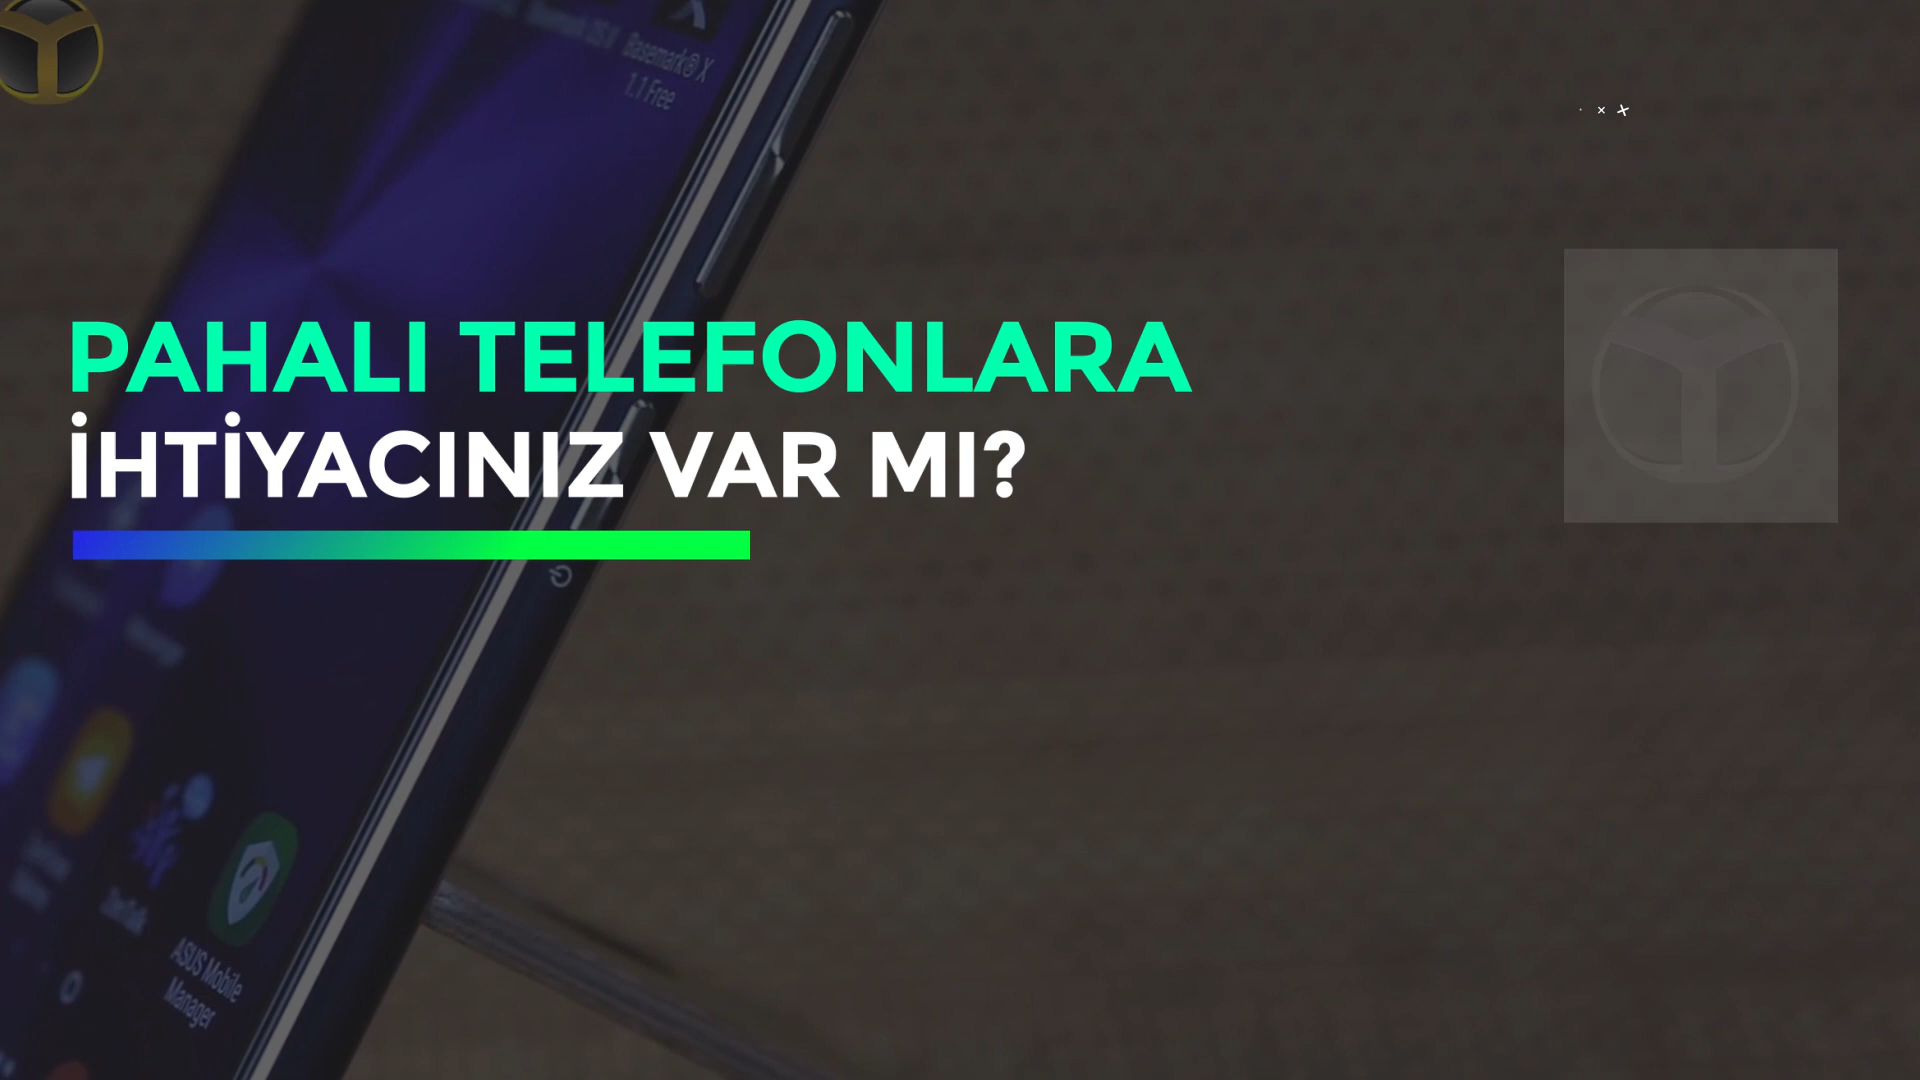 Basemark® X
1.1 Free
PAHALI TELEFONLARA
İHTİYACINIZ VAR MI?
ASUS Mobile
Manager